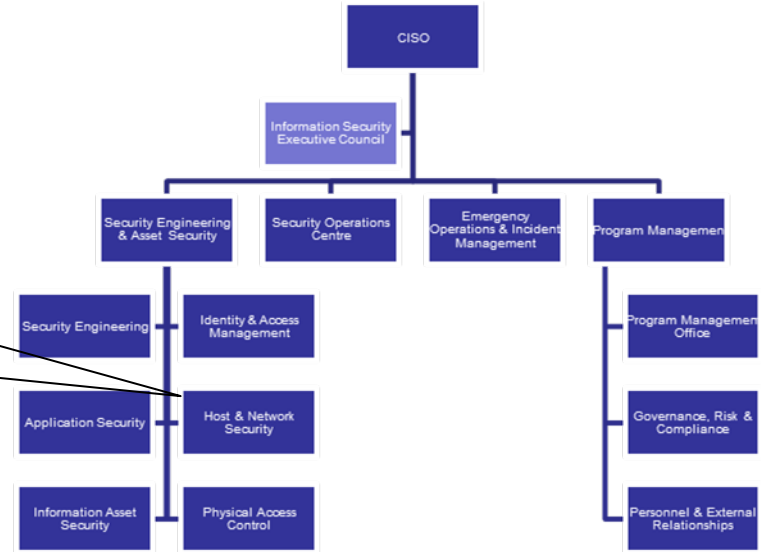 CISO
Information Security
Executive Council
Security Engineering
& Asset Security
Security Operations
Centre
Emergency
Operations & Incident
Management
Program Managemen
Security Engineering
Identity & Access
Management
Program Managemen
Office
Application Security
Host & Network
Security
Governance, Risk &
Compliance
Information Asset
Security
Physical Access
Control
Personnel & External
Relationships